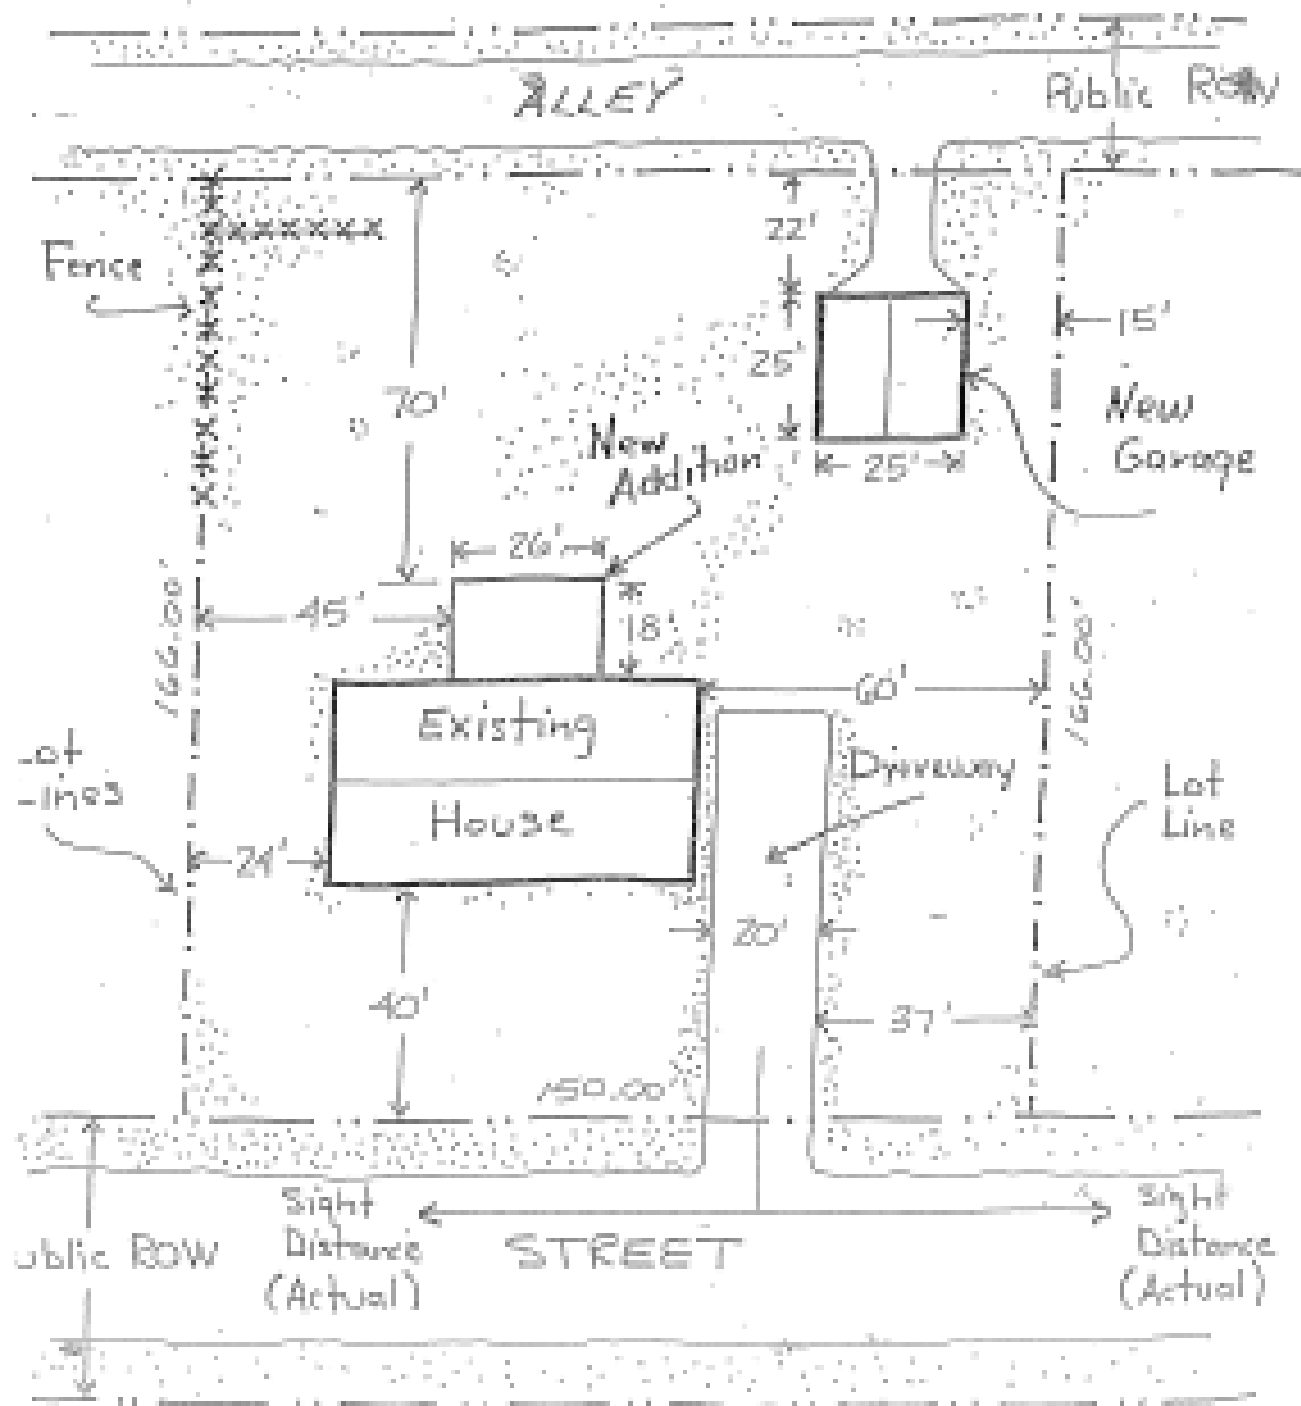 ALLEY
Public ROW
22'
Fence
15'
25'
70'
New
Garage
New
Addition
25'
26'
45'
18'
166.00'
166.00'
60'
Existing
Driveway
Lot
Lines
Lot
Line
House
24'
20'
40'
37'
150.00'
Sight
Distance
(Actual)
Sight
Distance
(Actual)
Public ROW
STREET